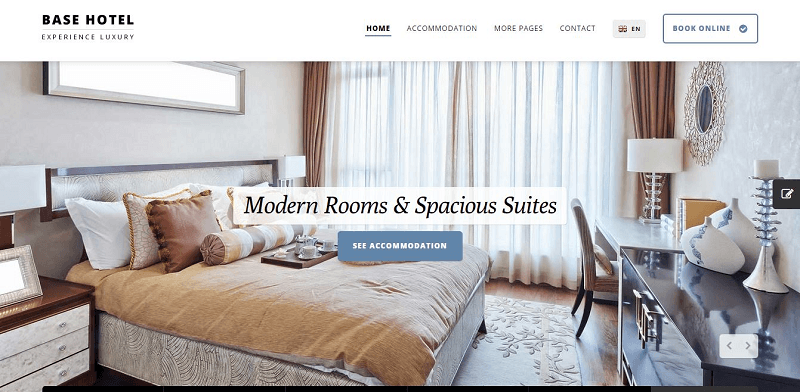 BASE HOTEL
EXPERIENCE LUXURY
HOME
ACCOMMODATION
MORE PAGES
CONTACT
EN
BOOK ONLINE
Modern Rooms & Spacious Suites
SEE ACCOMMODATION